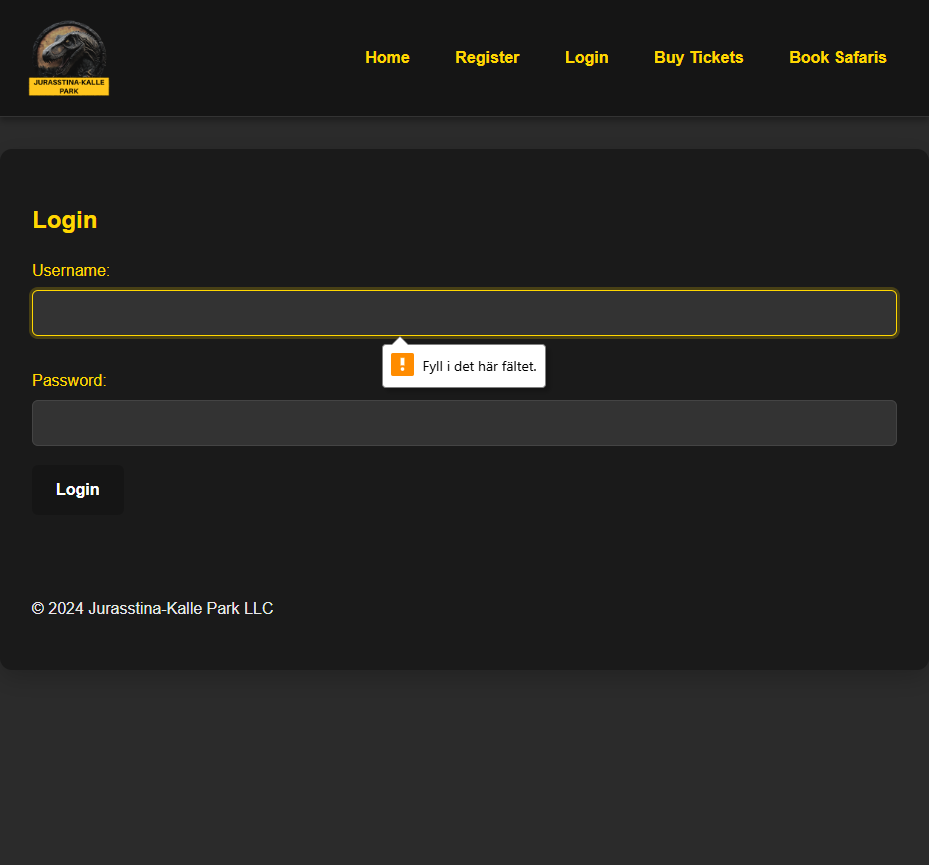 JURASSTINA-KALLE
PARK
Home Register Login Buy Tickets Book Safaris
Login
Username:
Fyll i det här fältet.
Password:
Login
© 2024 Jurasstina-Kalle Park LLC